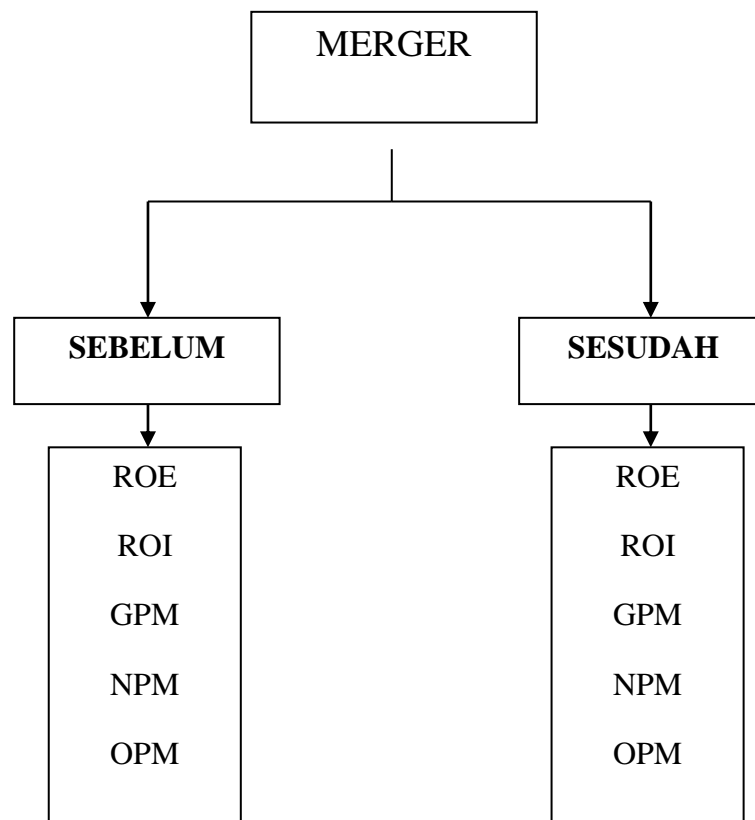 MERGER
SEBELUM
SESUDAH
ROE
ROI
GPM
NPM
OPM
ROE
ROI
GPM
NPM
OPM